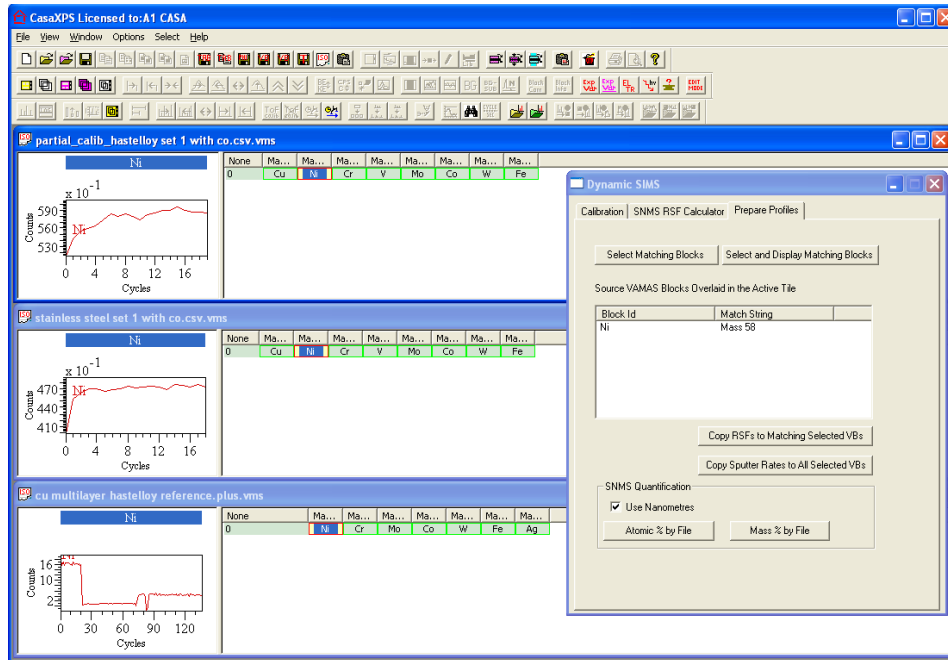 CasaXPS Licensed to:A1 CASA
File View Window Options Select Help
partial_calib_hastelloy set 1 with co.csv.vms
Ni
x 10-1
Counts
590
560
530
Ni
0 4 8 12 16
Cycles
None Ma... Ma... Ma... Ma... Ma... Ma... Ma... Ma...
0 Cu Ni Cr V Mo Co W Fe
stainless steel set 1 with co.csv.vms
Ni
x 10-1
Counts
470
440
410
Ni
0 4 8 12 16
Cycles
None Ma... Ma... Ma... Ma... Ma... Ma... Ma... Ma...
0 Cu Ni Cr V Mo Co W Fe
cu multilayer hastelloy reference.plus.vms
Ni
Counts
16
10
2
0 30 60 90 120
Cycles
None Ma... Ma... Ma... Ma... Ma... Ma... Ma...
0 Ni Cr Mo Co W Fe Ag
Dynamic SIMS
Calibration SNMS RSF Calculator Prepare Profiles
Select Matching Blocks Select and Display Matching Blocks
Source VAMAS Blocks Overlaid in the Active Tile
Block Id Match String
Ni Mass 58
Copy RSFs to Matching Selected VBs
Copy Sputter Rates to All Selected VBs
SNMS Quantification
Use Nanometres
Atomic % by File Mass % by File